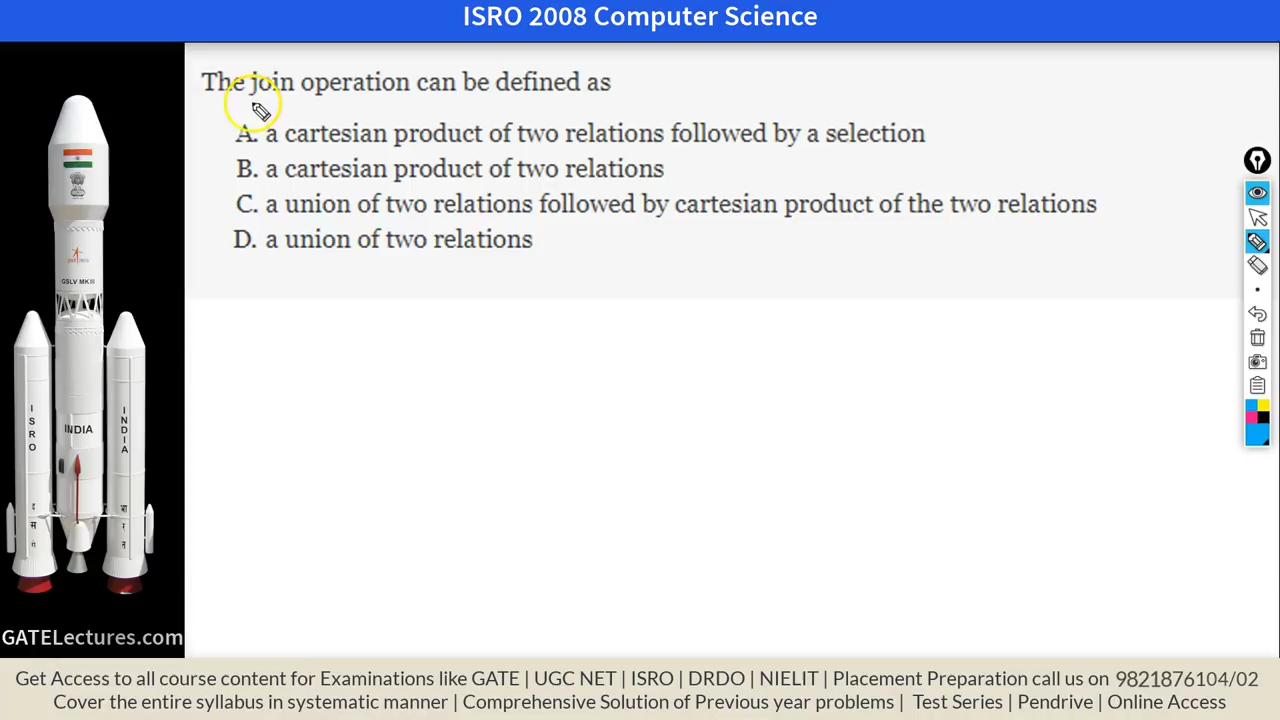 ISRO 2008 Computer Science
The join operation can be defined as
A. a cartesian product of two relations followed by a selection
B. a cartesian product of two relations
C. a union of two relations followed by cartesian product of the two relations
D. a union of two relations
GSLV MKIII
INDIA
ISRO
INDIA
GATELectures.com
Get Access to all course content for Examinations like GATE | UGC NET | ISRO | DRDO | NIELIT | Placement Preparation call us on 9821876104/02
Cover the entire syllabus in systematic manner | Comprehensive Solution of Previous year problems | Test Series | Pendrive | Online Access